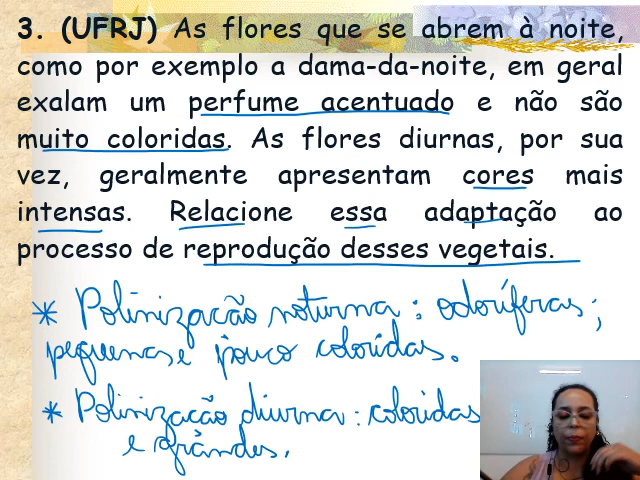 3. (UFRJ) As flores que se abrem à noite,
como por exemplo a dama-da-noite, em geral
exalam um perfume acentuado e não são
muito coloridas. As flores diurnas, por sua
vez, geralmente apresentam cores mais
intensas. Relacione essa adaptação ao
processo de reprodução desses vegetais.
* Polinização noturna: odoríferas;
pequenas e pouco coloridas.
* Polinização diurna: coloridas
e grandes.